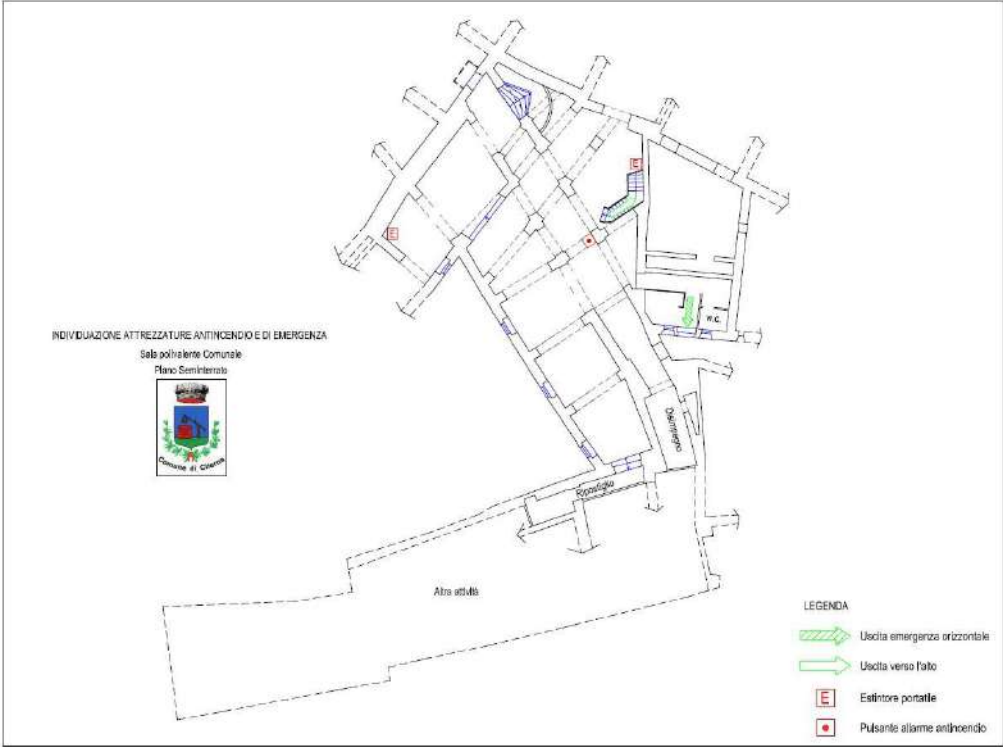 E
E
W.C.
INDIVIDUAZIONE ATTREZZATURE ANTINCENDIO E DI EMERGENZA
Sala polivalente Comunale
Piano Seminterrato
Comune di Citerna
Disimpegno
Ripostiglio
Altra attività
LEGENDA
Uscita emergenza orizzontale
Uscita verso l'alto
E Estintore portatile
Pulsante allarme antincendio